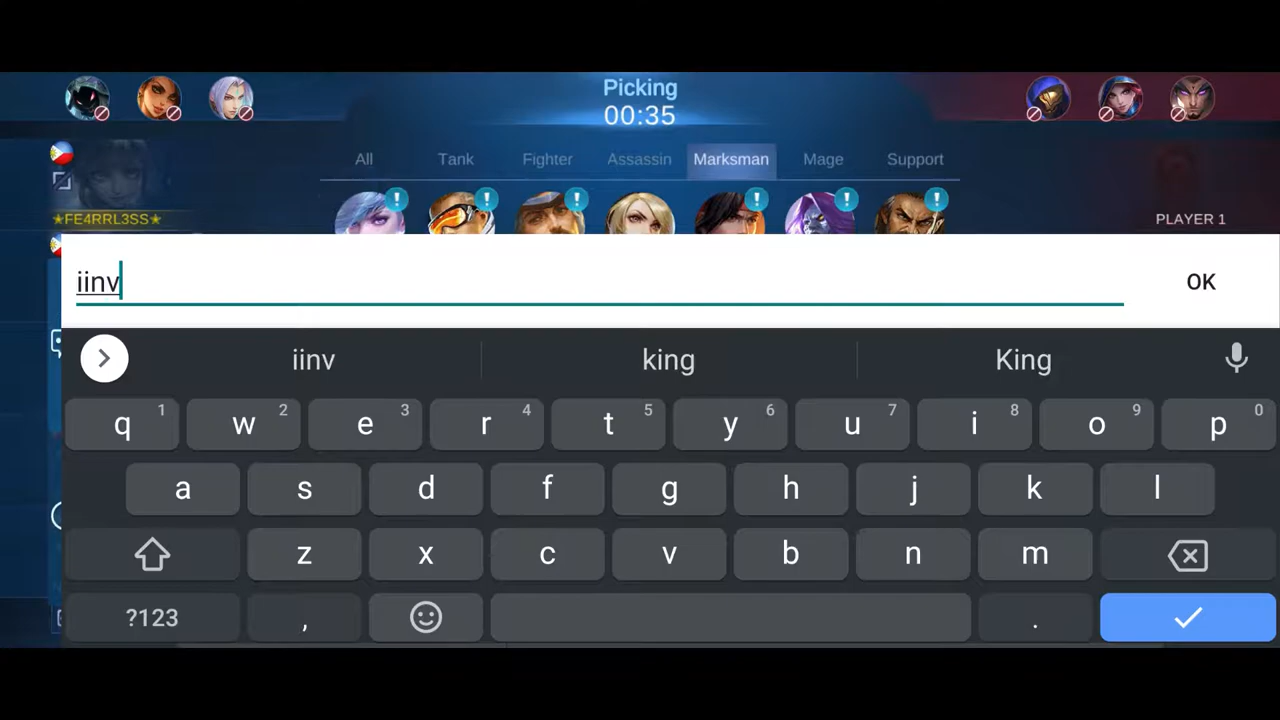 Picking
00:35
All Tank Fighter Assassin Marksman Mage Support
! ! ! ! ! !
★FE4RRL3SS★
PLAYER 1
iinv
OK
iinv king King
q 1 w 2 e 3 r 4 t 5 y 6 u 7 i 8 o 9 p 0
a s d f g h j k l
z x c v b n m
?123 , .